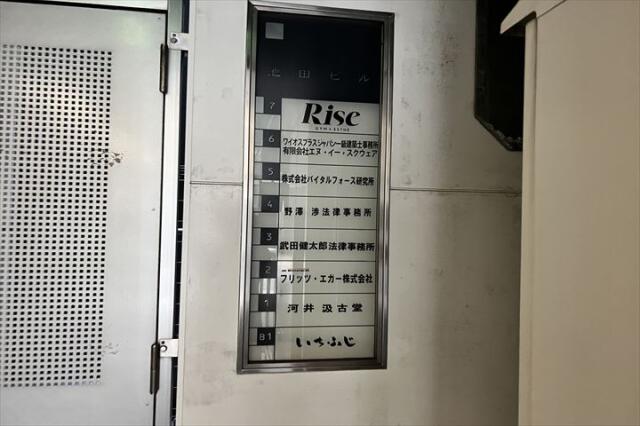 北田ビル
7 Rise
GYM & ESTHE
6 ワイオスプラスジャパン一級建築士事務所
有限会社エヌ・イー・スクウェア
5 株式会社バイタルフォース研究所
4 野澤 渉法律事務所
3 武田健太郎法律事務所
2 フリッツ・エガー株式会社
1 河井汲古堂
B1 いちふじ